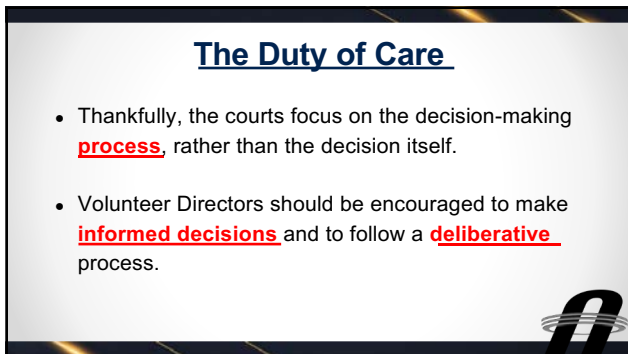 The Duty of Care
• Thankfully, the courts focus on the decision-making
process, rather than the decision itself.
• Volunteer Directors should be encouraged to make
informed decisions and to follow a deliberative
process.